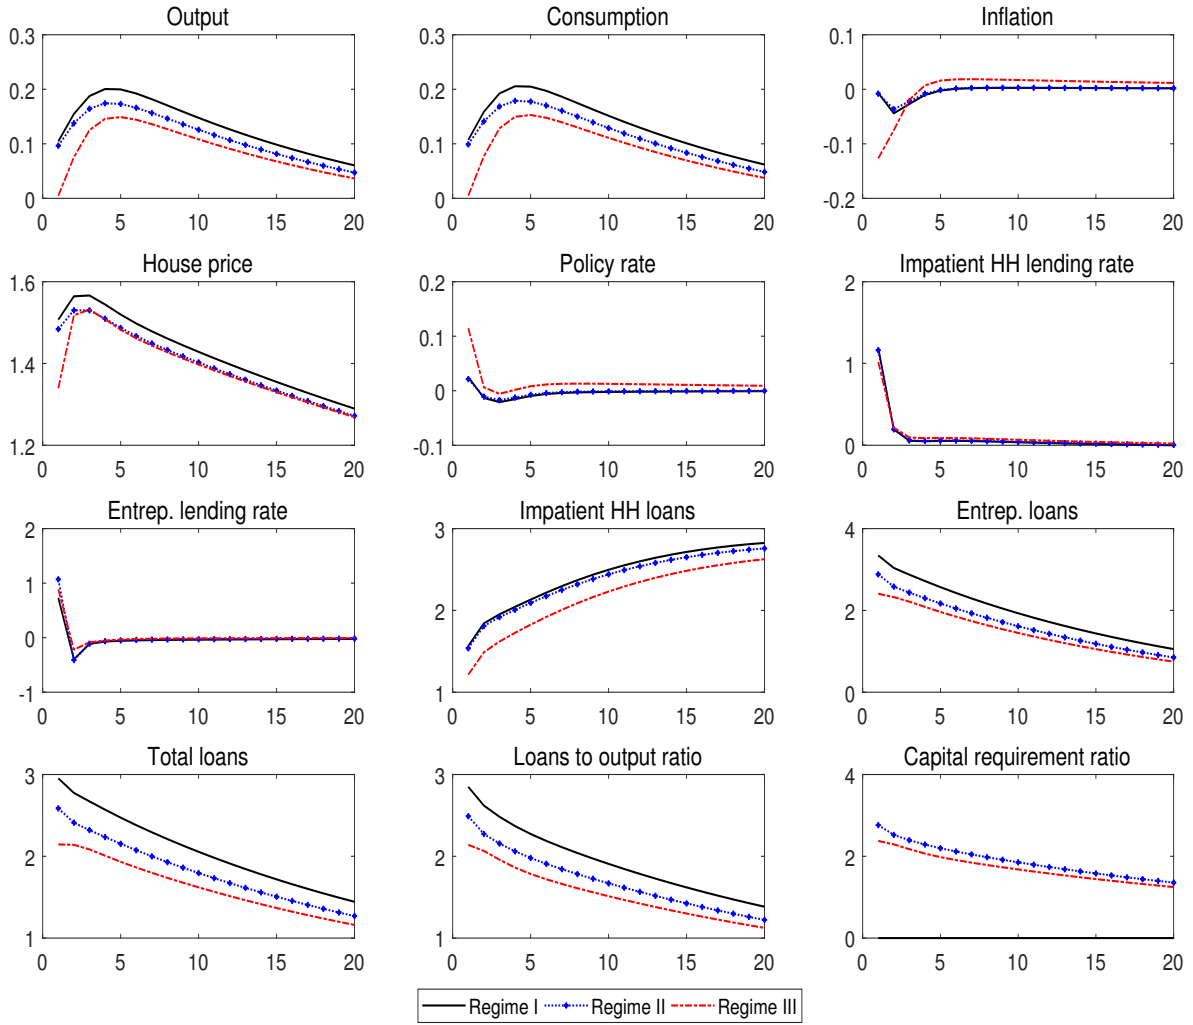 Output
Consumption
Inflation
0.3
0.2
0.1
0
0 5 10 15 20
0.3
0.2
0.1
0
0 5 10 15 20
0.1
0
-0.1
-0.2
0 5 10 15 20
House price
Policy rate
Impatient HH lending rate
1.6
1.4
1.2
0 5 10 15 20
0.2
0.1
0
-0.1
0 5 10 15 20
2
1
0
0 5 10 15 20
Entrep. lending rate
Impatient HH loans
Entrep. loans
2
1
0
-1
0 5 10 15 20
3
2
1
0 5 10 15 20
4
2
0
0 5 10 15 20
Total loans
Loans to output ratio
Capital requirement ratio
3
2
1
0 5 10 15 20
3
2
1
0 5 10 15 20
4
2
0
0 5 10 15 20
Regime I Regime II Regime III